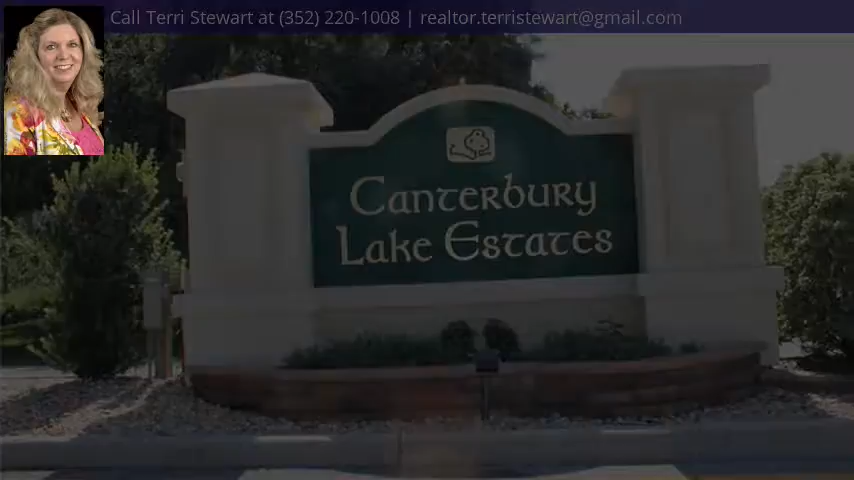 Call Terri Stewart at (352) 220-1008 | realtor.terristewart@gmail.com
Canterbury
Lake Estates